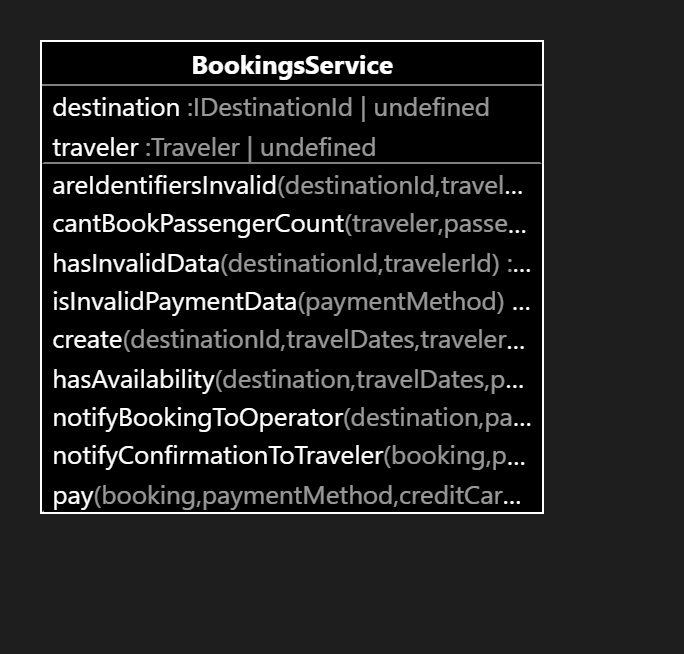 BookingsService
destination :IDestinationId | undefined
traveler :Traveler | undefined
areIdentifiersInvalid(destinationId,travel...
cantBookPassengerCount(traveler,passe...
hasInvalidData(destinationId,travelerId) :...
isInvalidPaymentData(paymentMethod) ...
create(destinationId,travelDates,traveler...
hasAvailability(destination,travelDates,p...
notifyBookingToOperator(destination,pa...
notifyConfirmationToTraveler(booking,p...
pay(booking,paymentMethod,creditCar...